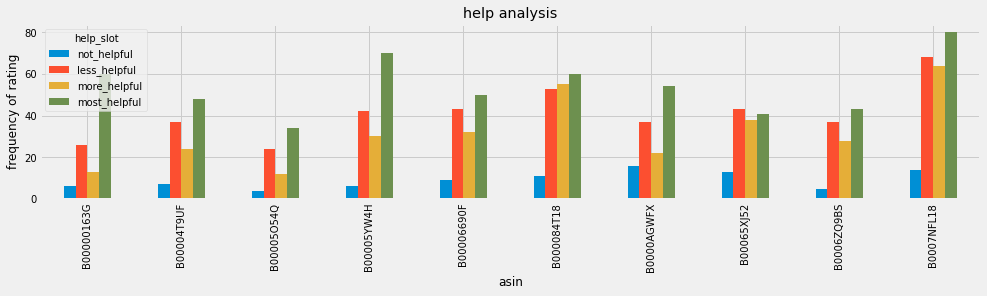 help analysis
help_slot
not_helpful
less_helpful
more_helpful
most_helpful
frequency of rating
80
60
40
20
0
B00000163G
B00004T9UF
B00005O54Q
B00005YW4H
B00006690F
B000084T18
B0000AGWFX
B00065XJ52
B0006ZQ9BS
B0007NFL18
asin